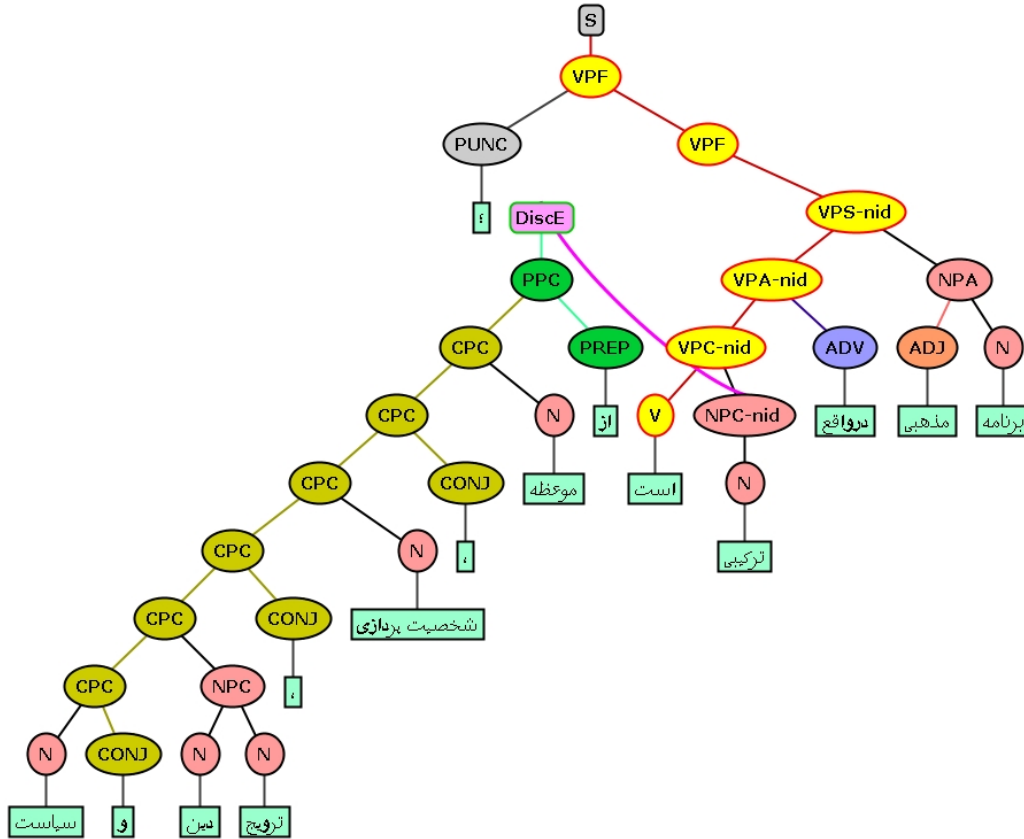 S
VPF
PUNC VPF
؛ DiscE VPS-nid
PPC VPA-nid NPA
CPC PREP VPC-nid ADV ADJ N
CPC N از V NPC-nid درواقع مذهبی برنامه
CPC CONJ موعظه است N
CPC N ، ترکیبی
CPC CONJ شخصیت پردازی
CPC NPC ،
N CONJ N N
سیاست و دین ترویج